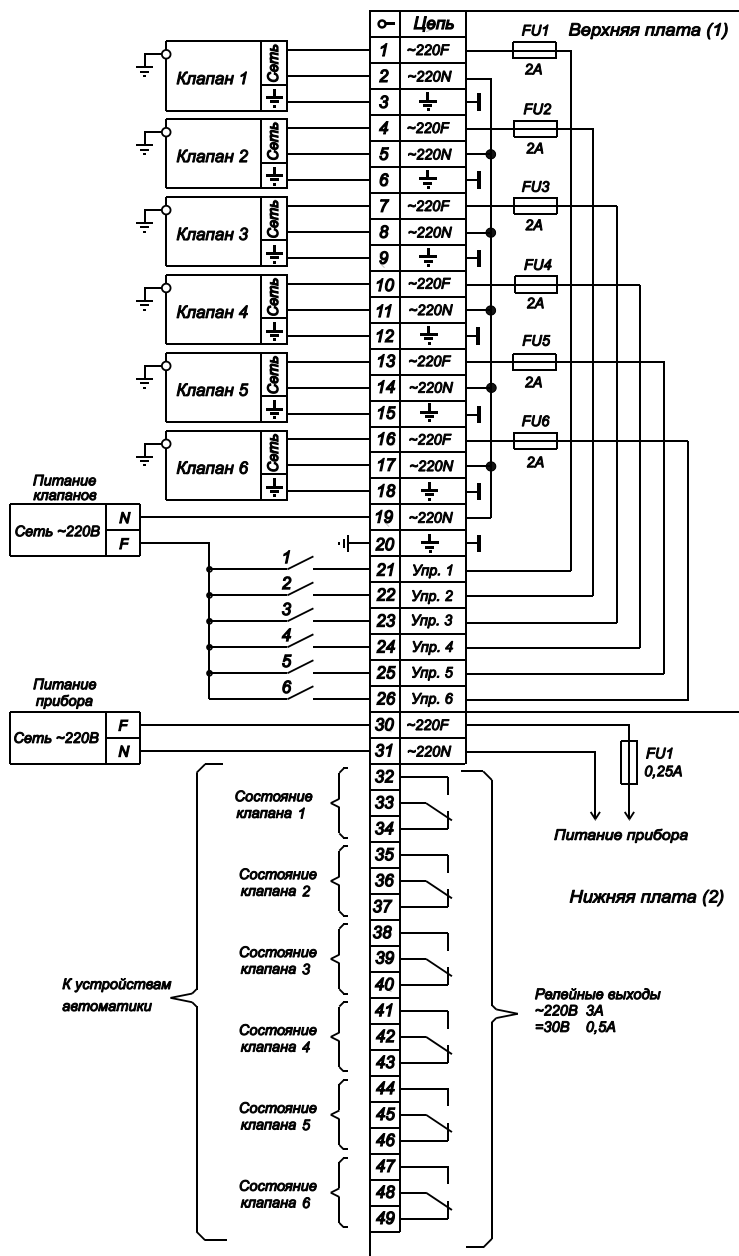 Цепь
FU1
Верхняя плата (1)
Клапан 1
Сеть
1
~220F
2А
2
~220N
3
Клапан 2
Сеть
4
~220F
FU2
2А
5
~220N
6
Клапан 3
Сеть
7
~220F
FU3
2А
8
~220N
9
Клапан 4
Сеть
10
~220F
FU4
2А
11
~220N
12
Клапан 5
Сеть
13
~220F
FU5
2А
14
~220N
15
Клапан 6
Сеть
16
~220F
FU6
2А
17
~220N
18
Питание
клапанов
Сеть ~220В
N
F
19
~220N
20
1
21
Упр. 1
2
22
Упр. 2
3
23
Упр. 3
4
24
Упр. 4
5
25
Упр. 5
6
26
Упр. 6
Питание
прибора
Сеть ~220В
F
N
30
~220F
31
~220N
FU1
0,25А
Питание прибора
Нижняя плата (2)
Состояние
клапана 1
32
33
34
Состояние
клапана 2
35
36
37
Состояние
клапана 3
38
39
40
К устройствам
автоматики
Состояние
клапана 4
41
42
43
Релейные выходы
~220В 3А
=30В 0,5А
Состояние
клапана 5
44
45
46
Состояние
клапана 6
47
48
49